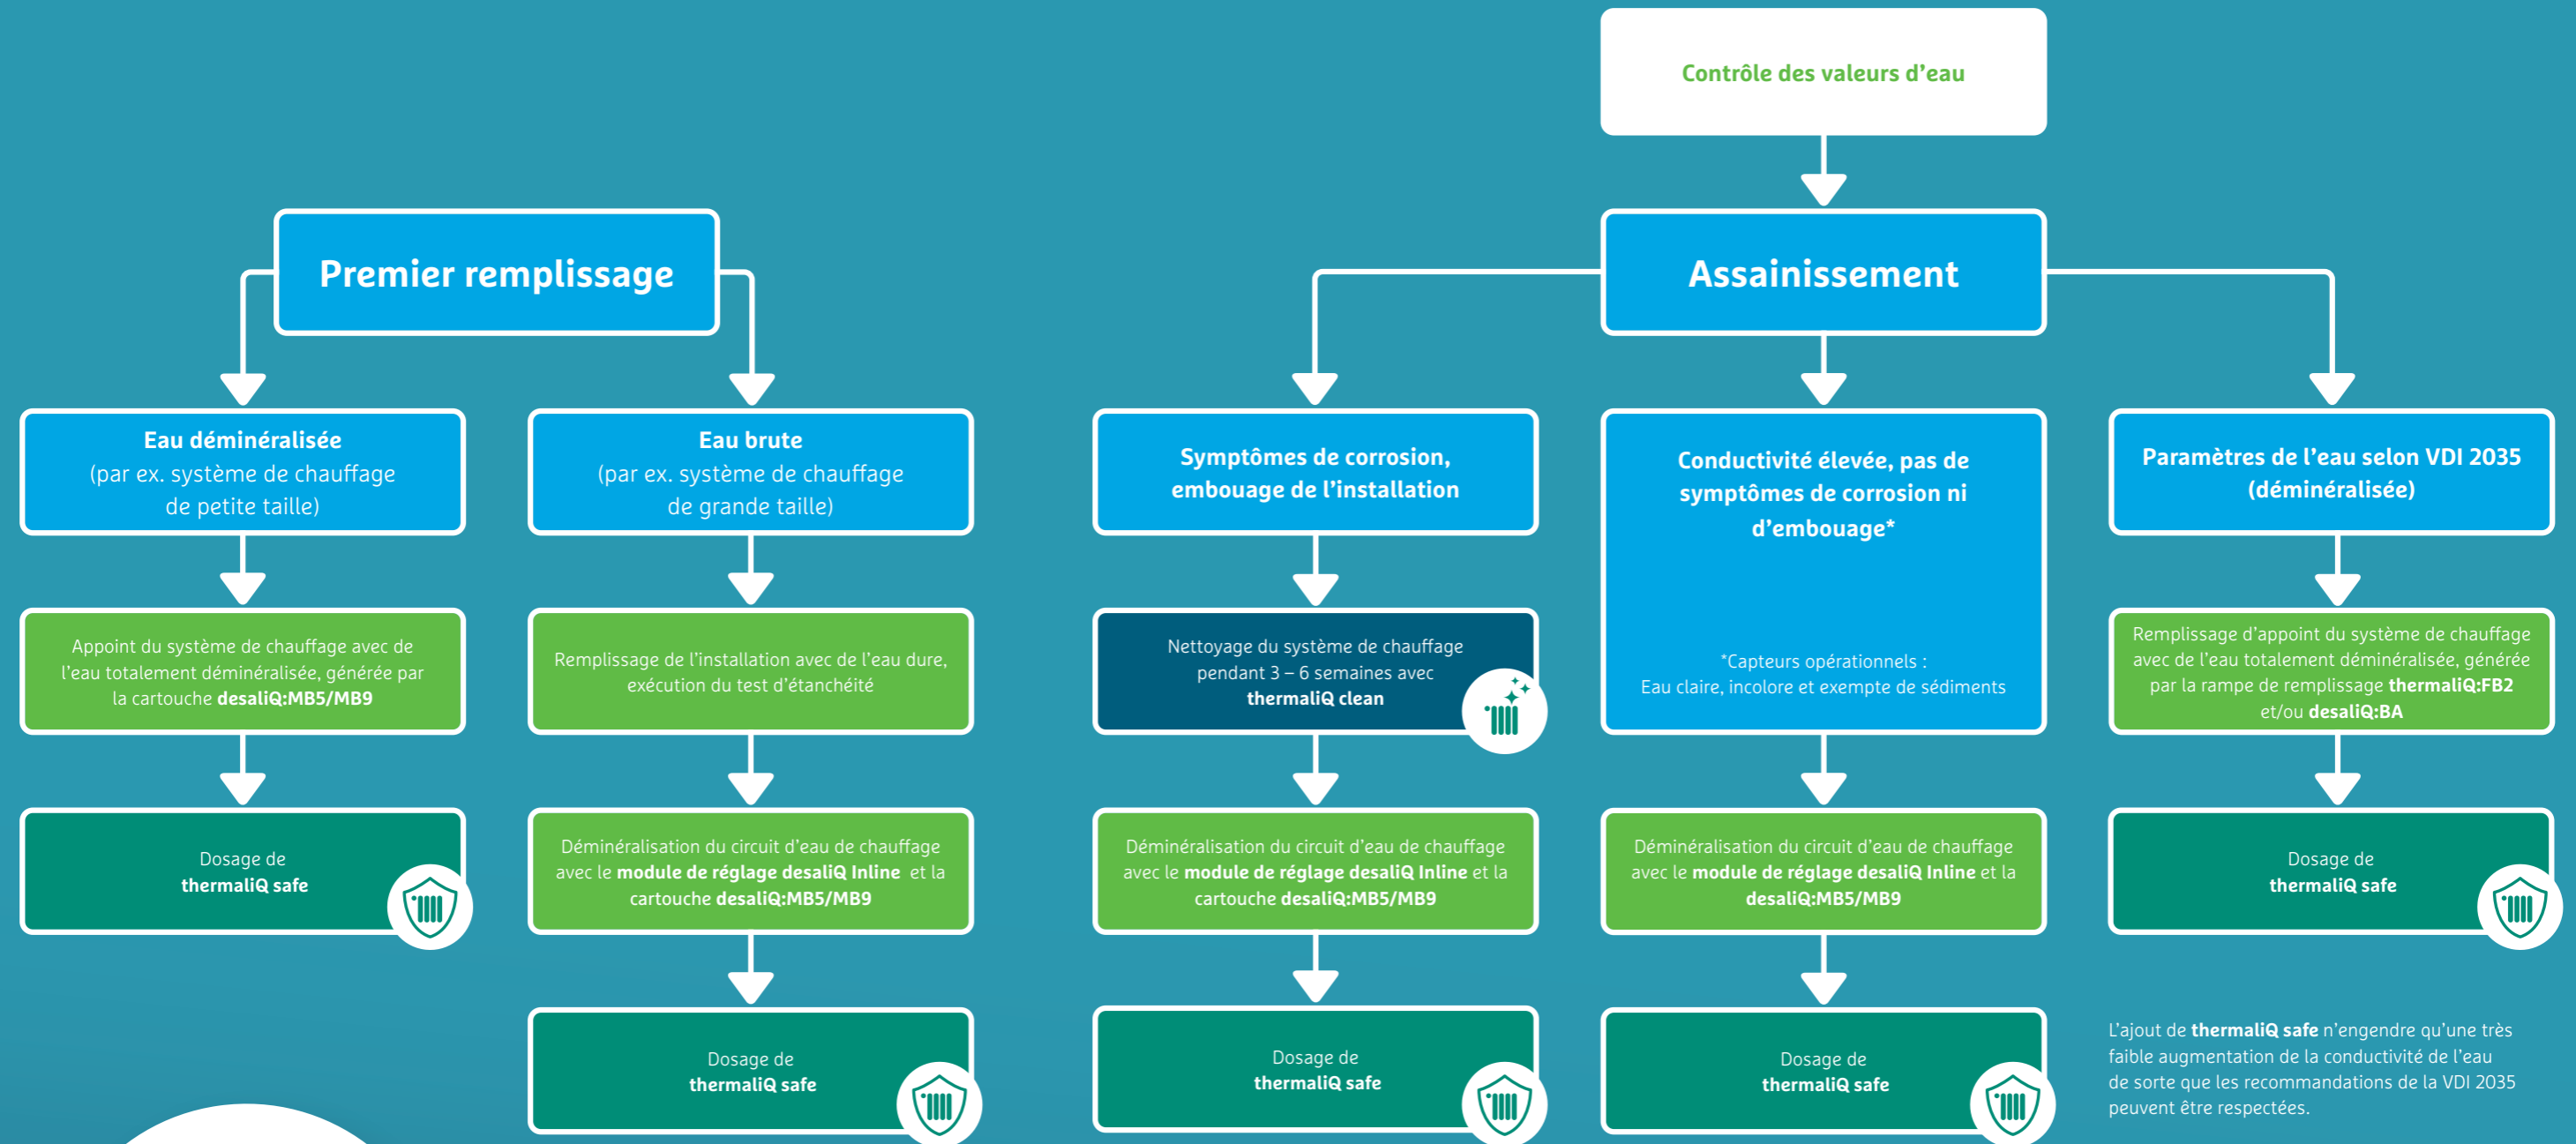 Contrôle des valeurs d’eau
Premier remplissage
Assainissement
Eau déminéralisée
(par ex. système de chauffage
de petite taille)
Eau brute
(par ex. système de chauffage
de grande taille)
Symptômes de corrosion,
embouage de l’installation
Conductivité élevée, pas de
symptômes de corrosion ni
d’embouage*
*Capteurs opérationnels :
Eau claire, incolore et exempte de sédiments
Paramètres de l’eau selon VDI 2035
(déminéralisée)
Appoint du système de chauffage avec de
l’eau totalement déminéralisée, générée par
la cartouche desaliQ:MB5/MB9
Remplissage de l’installation avec de l’eau dure,
exécution du test d’étanchéité
Nettoyage du système de chauffage
pendant 3 – 6 semaines avec
thermaliQ clean
Remplissage d’appoint du système de chauffage
avec de l’eau totalement déminéralisée, générée
par la rampe de remplissage thermaliQ:FB2
et/ou desaliQ:BA
Dosage de
thermaliQ safe
Déminéralisation du circuit d’eau de chauffage
avec le module de réglage desaliQ Inline et la
cartouche desaliQ:MB5/MB9
Déminéralisation du circuit d’eau de chauffage
avec le module de réglage desaliQ Inline et la
cartouche desaliQ:MB5/MB9
Déminéralisation du circuit d’eau de chauffage
avec le module de réglage desaliQ Inline et la
desaliQ:MB5/MB9
Dosage de
thermaliQ safe
Dosage de
thermaliQ safe
Dosage de
thermaliQ safe
Dosage de
thermaliQ safe
L’ajout de thermaliQ safe n’engendre qu’une très
faible augmentation de la conductivité de l’eau
de sorte que les recommandations de la VDI 2035
peuvent être respectées.